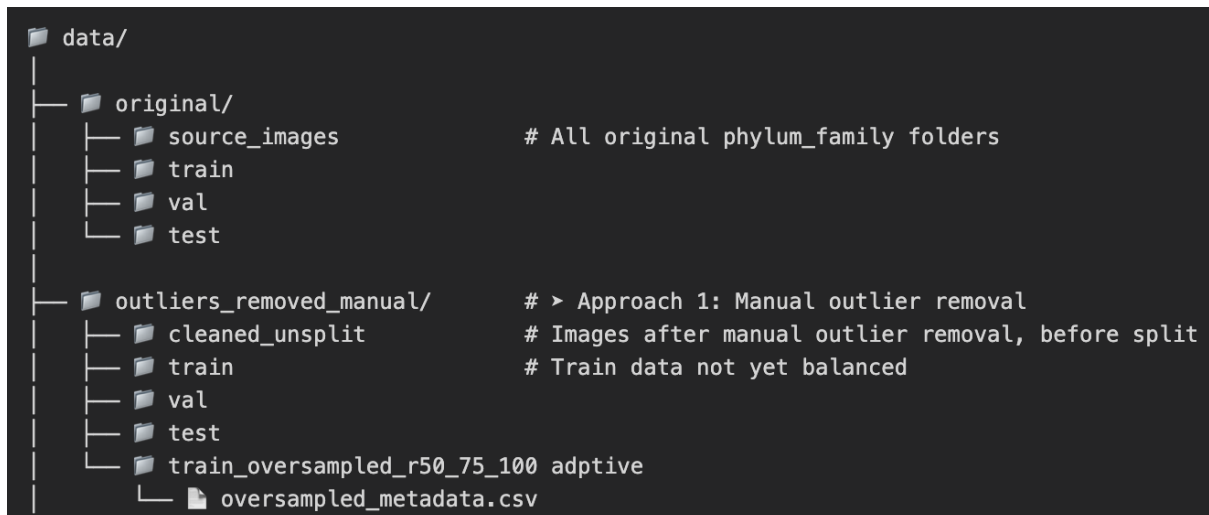 data/
original/
source_images # All original phylum_family folders
train
val
test
outliers_removed_manual/ # ➤ Approach 1: Manual outlier removal
cleaned_unsplit # Images after manual outlier removal, before split
train # Train data not yet balanced
val
test
train_oversampled_r50_75_100 adptive
oversampled_metadata.csv